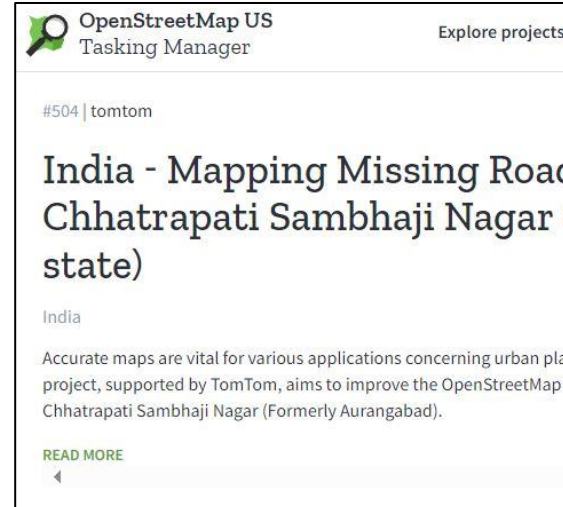 OpenStreetMap US
Tasking Manager
Explore projects
#504 | tomtom
India - Mapping Missing Road
Chhatrapati Sambhaji Nagar
state)
India
Accurate maps are vital for various applications concerning urban pla
project, supported by TomTom, aims to improve the OpenStreetMap
Chhatrapati Sambhaji Nagar (Formerly Aurangabad).
READ MORE